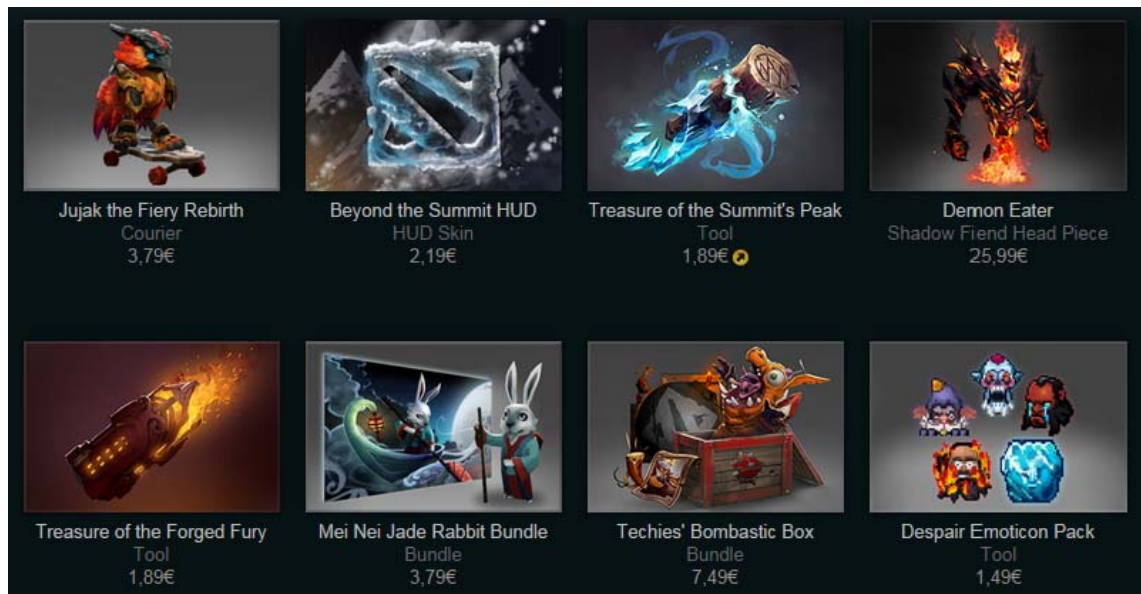 Jujak the Fiery Rebirth
Courier
3,79€
Beyond the Summit HUD
HUD Skin
2,19€
Treasure of the Summit's Peak
Tool
1,89€
Demon Eater
Shadow Fiend Head Piece
25,99€
Treasure of the Forged Fury
Tool
1,89€
Mei Nei Jade Rabbit Bundle
Bundle
3,79€
Techies' Bombastic Box
Bundle
7,49€
Despair Emoticon Pack
Tool
1,49€